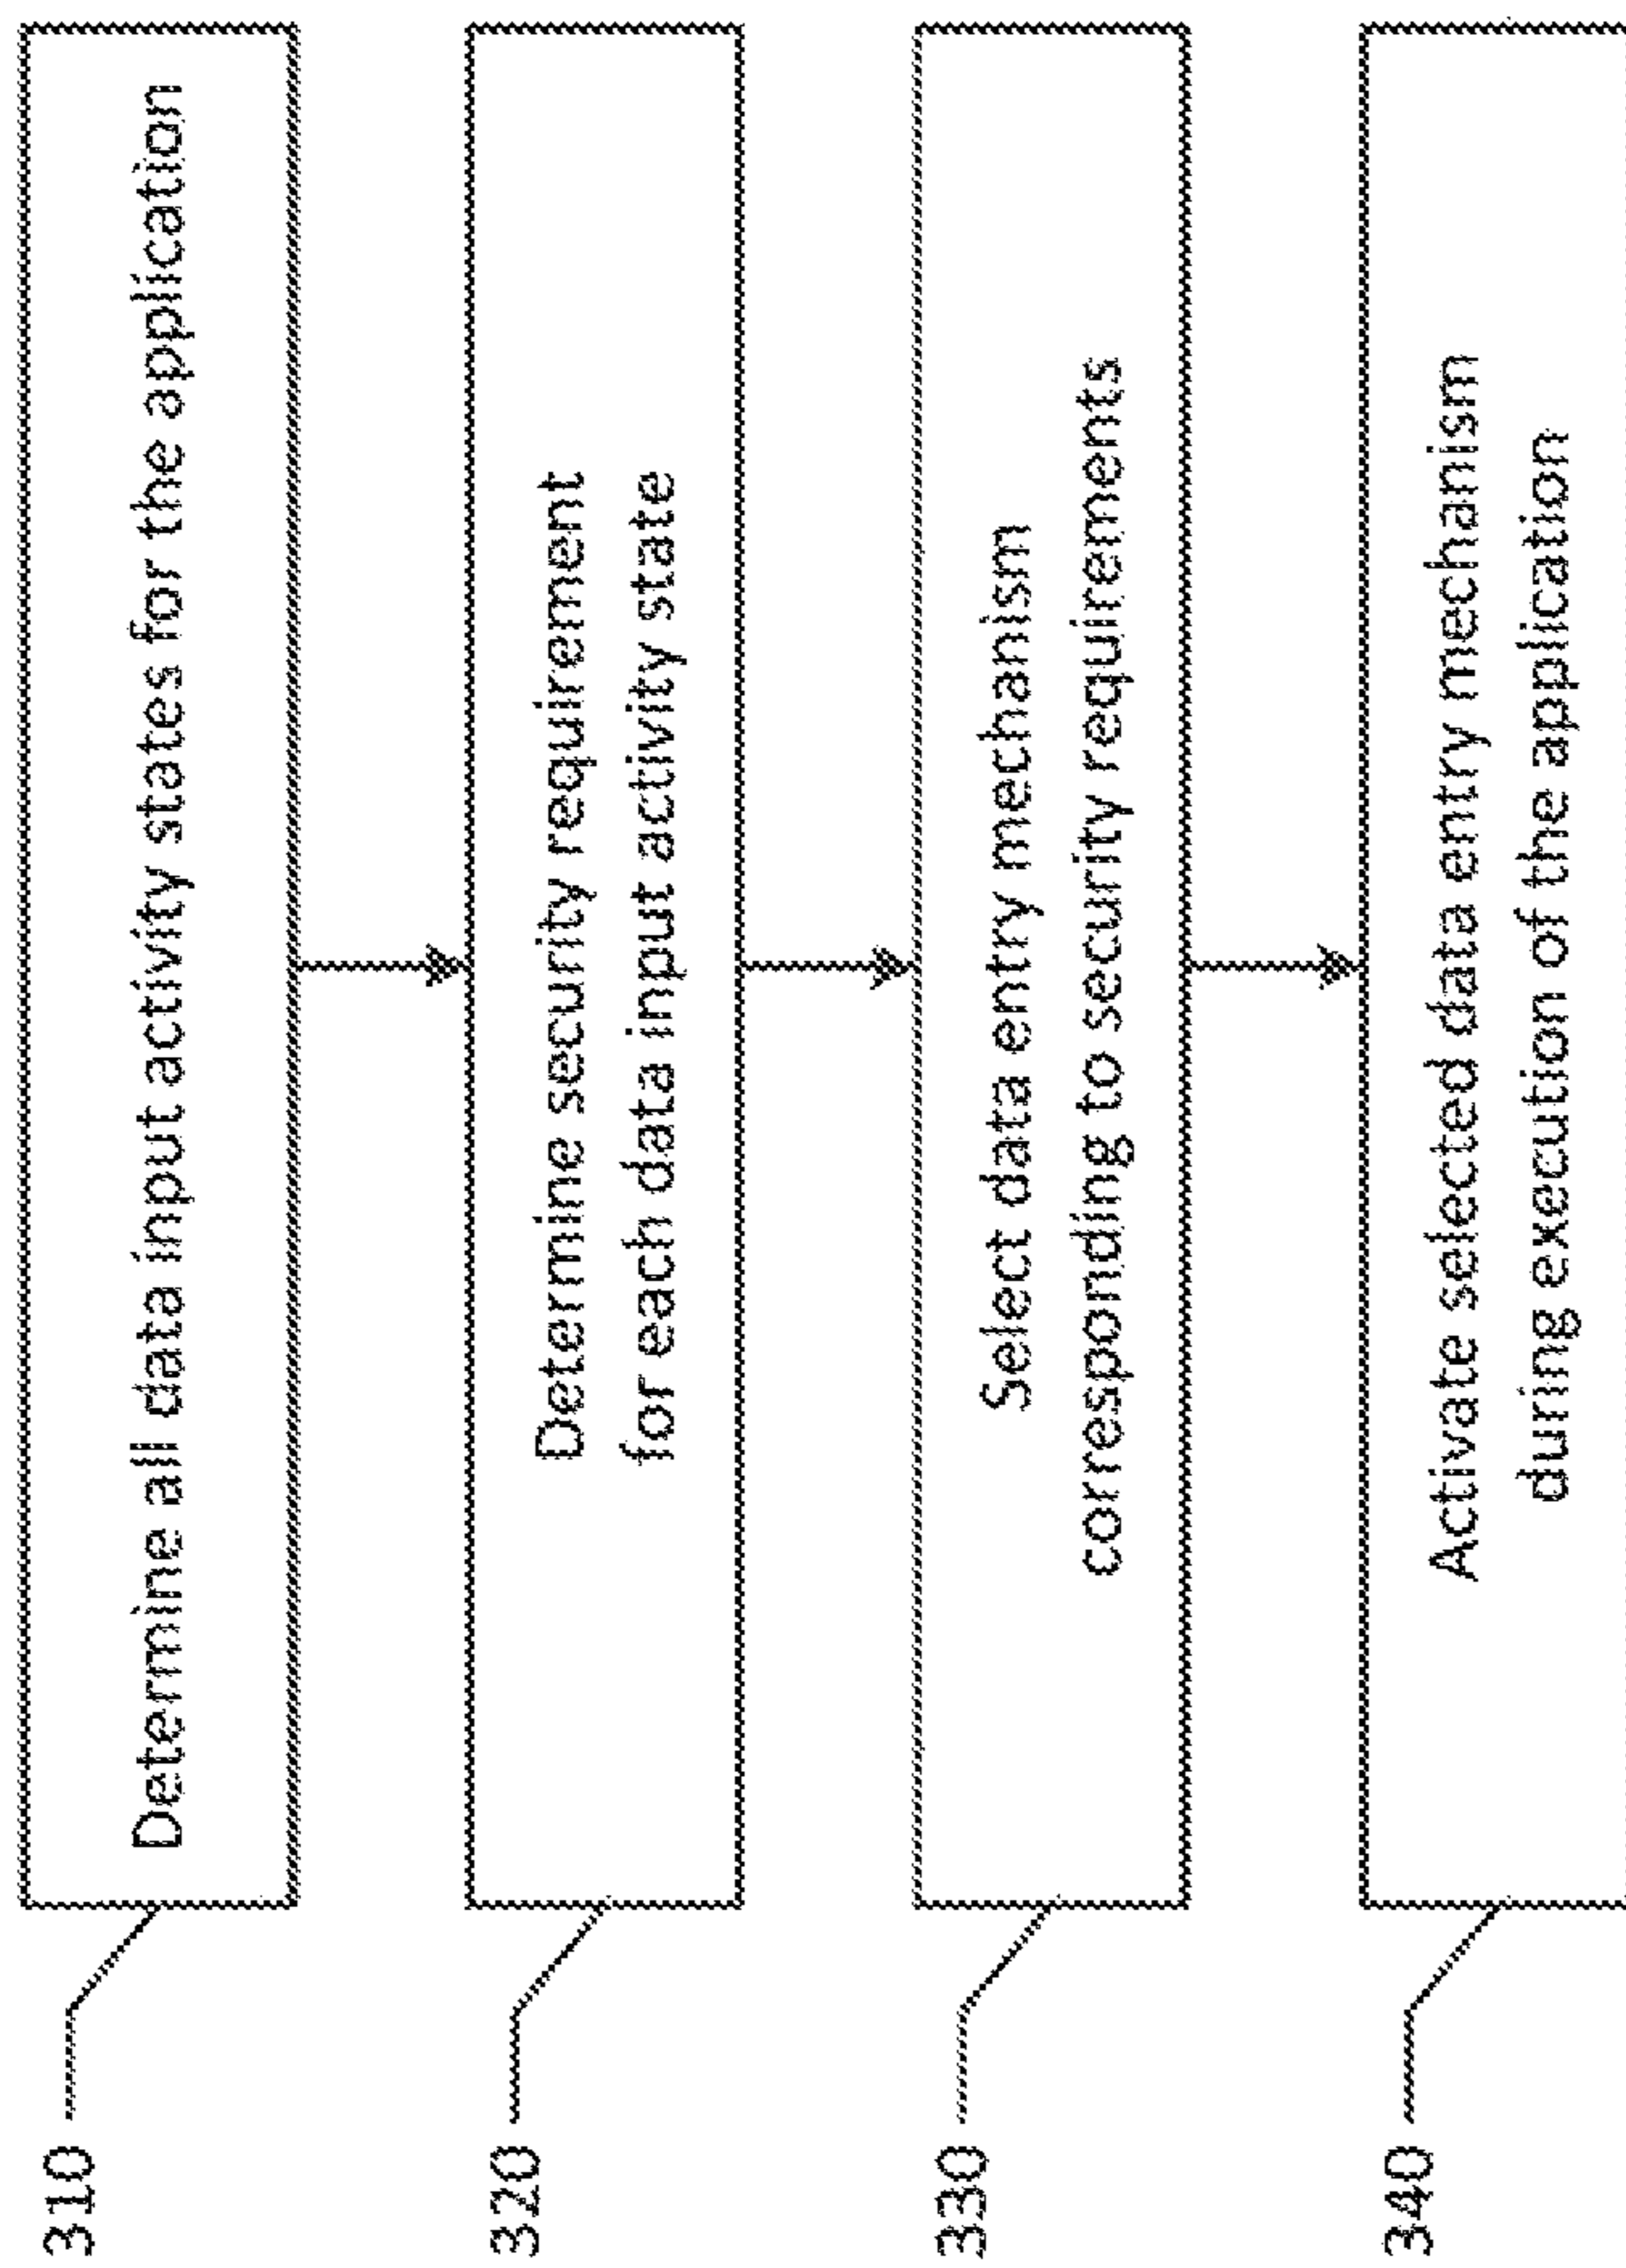 310
Determine all data input activity states for the application
320
Determine security requirement
for each data input activity state
330
Select data entry mechanism
corresponding to security requirements
340
Activate selected data entry mechanism
during execution of the application